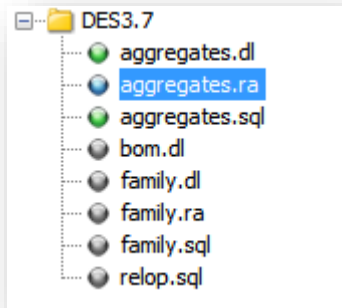 DES3.7
aggregates.dl
aggregates.ra
aggregates.sql
bom.dl
family.dl
family.ra
family.sql
relop.sql